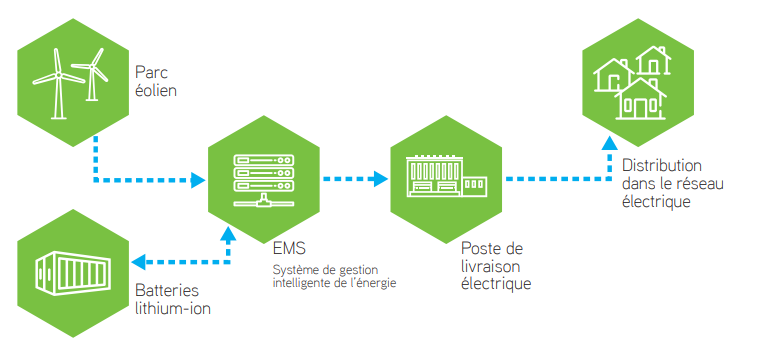 Parc
éolien
EMS
Système de gestion
intelligente de l'énergie
Batteries
lithium-ion
Poste de
livraison
électrique
Distribution
dans le réseau
électrique